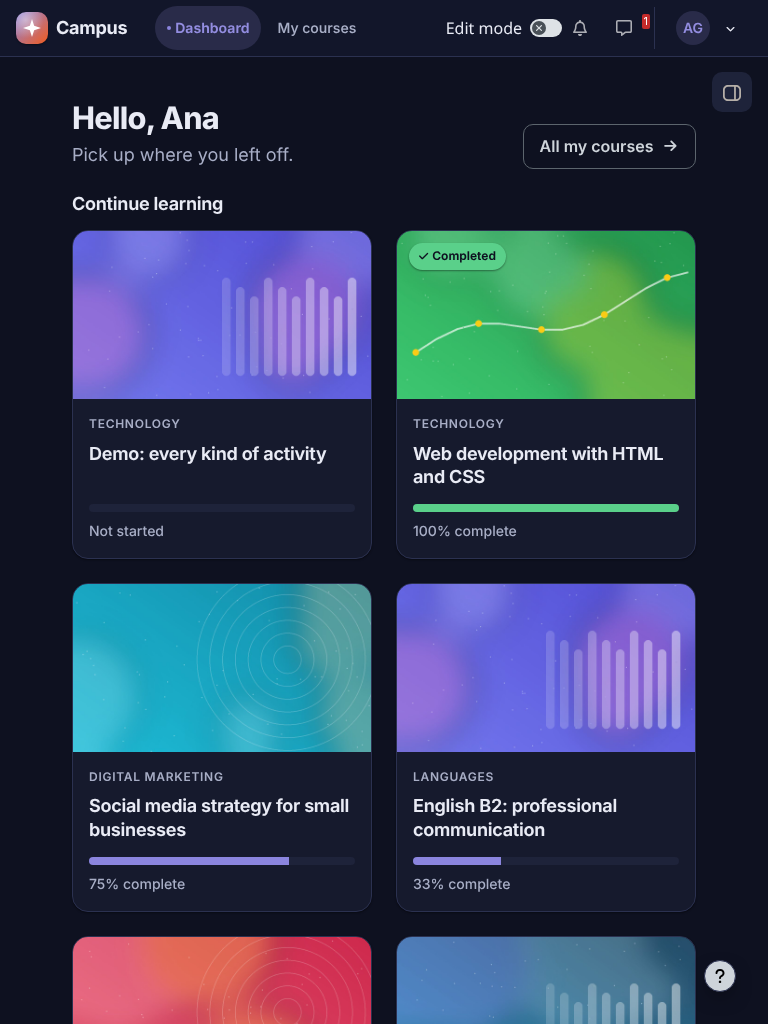 Campus
Dashboard
My courses
Edit mode
1
AG
Hello, Ana
Pick up where you left off.
All my courses
Continue learning
TECHNOLOGY
Demo: every kind of activity
Not started
Completed
TECHNOLOGY
Web development with HTML
and CSS
100% complete
DIGITAL MARKETING
Social media strategy for small
businesses
75% complete
LANGUAGES
English B2: professional
communication
33% complete
?